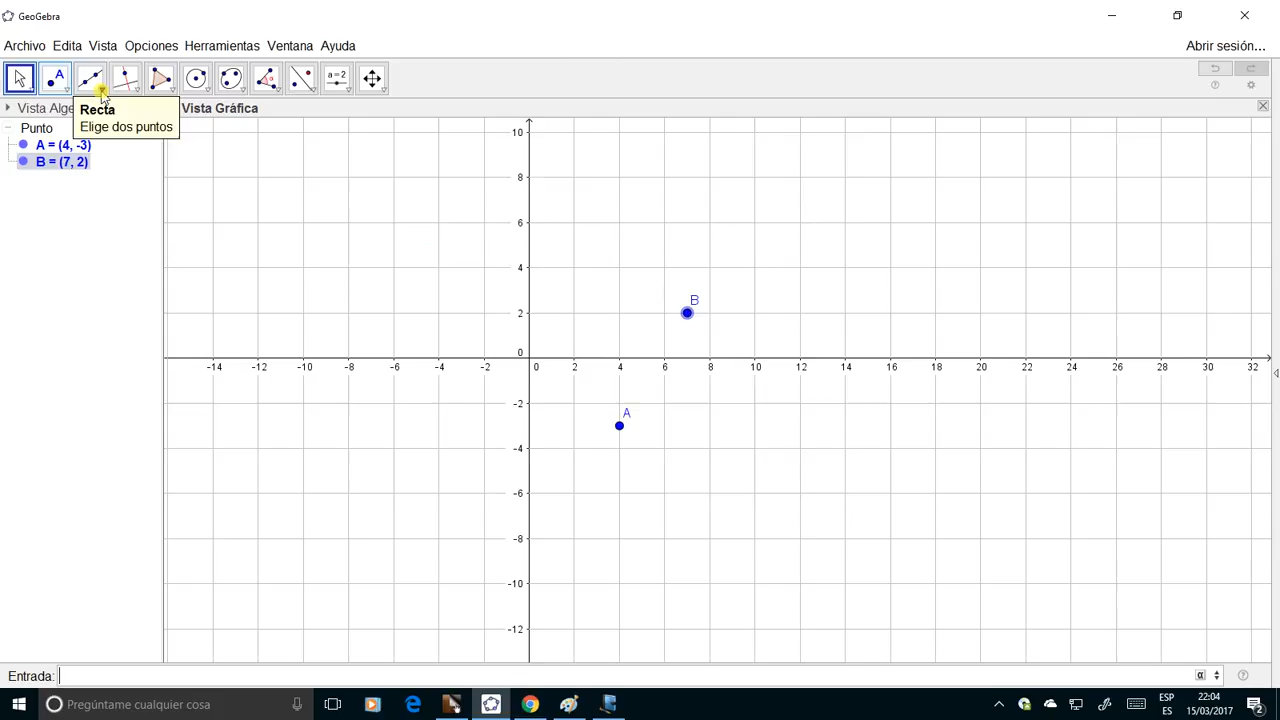 GeoGebra
Archivo Edita Vista Opciones Herramientas Ventana Ayuda Abrir sesión...
A a=2
Recta
Elige dos puntos
Vista Alge Vista Gráfica
Punto
A = (4, -3)
B = (7, 2)
10
8
6
4
B
2
0
-14 -12 -10 -8 -6 -4 -2 0 2 4 6 8 10 12 14 16 18 20 22 24 26 28 30 32
-2
A
-4
-6
-8
-10
-12
Entrada: α
Pregúntame cualquier cosa
ESP 22:04
ES 15/03/2017 2